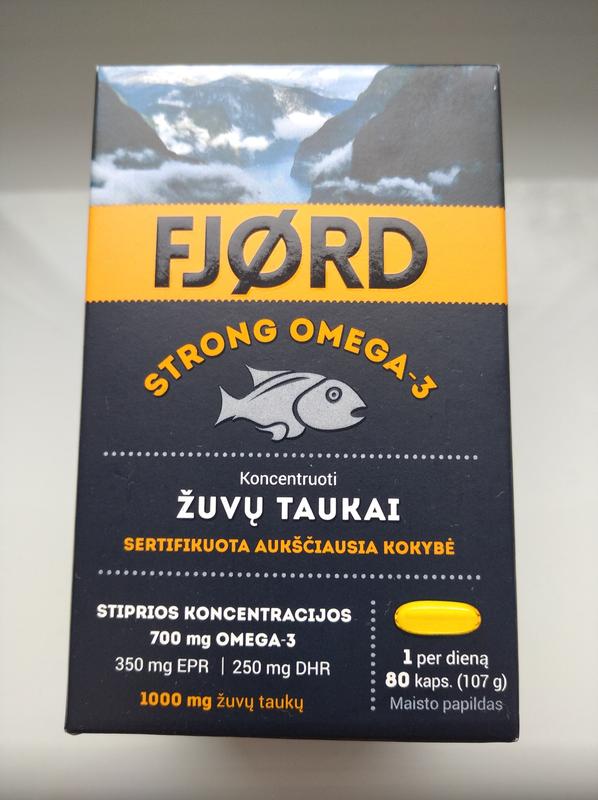 FJØRD
STRONG OMEGA-3
Koncentruoti
ŽUVŲ TAUKAI
SERTIFIKUOTA AUKŠČIAUSIA KOKYBĖ
STIPRIOS KONCENTRACIJOS
700 mg OMEGA-3
350 mg EPR | 250 mg DHR
1000 mg žuvų taukų
1 per dieną
80 kaps. (107 g)
Maisto papildas